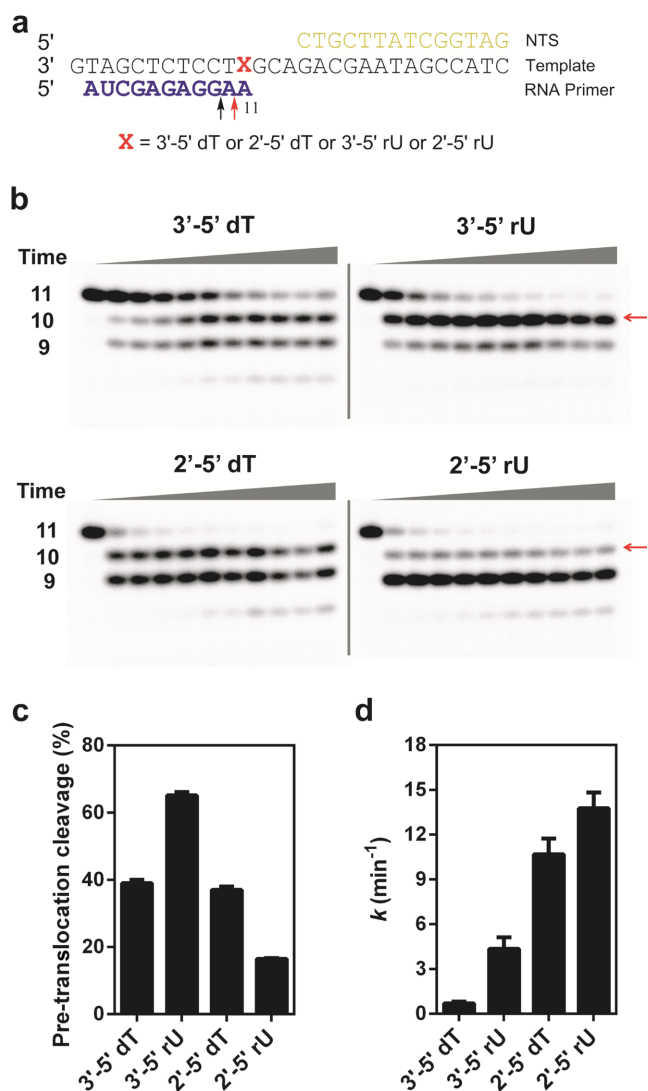 a
5' CTGCTTATCGGTAG NTS
3' GTAGCTCTCCTXGCAGACGAATAGCCATC Template
5' AUCGAGAGGAA RNA Primer
11
X = 3'-5' dT or 2'-5' dT or 3'-5' rU or 2'-5' rU
b
3'-5' dT 3'-5' rU
Time
11
10
9
2'-5' dT 2'-5' rU
Time
11
10
9
c
Pre-translocation cleavage (%)
80
60
40
20
0
3'-5' dT
3'-5' rU
2'-5' dT
2'-5' rU
d
k (min⁻¹)
18
15
12
9
6
3
0
3'-5' dT
3'-5' rU
2'-5' dT
2'-5' rU